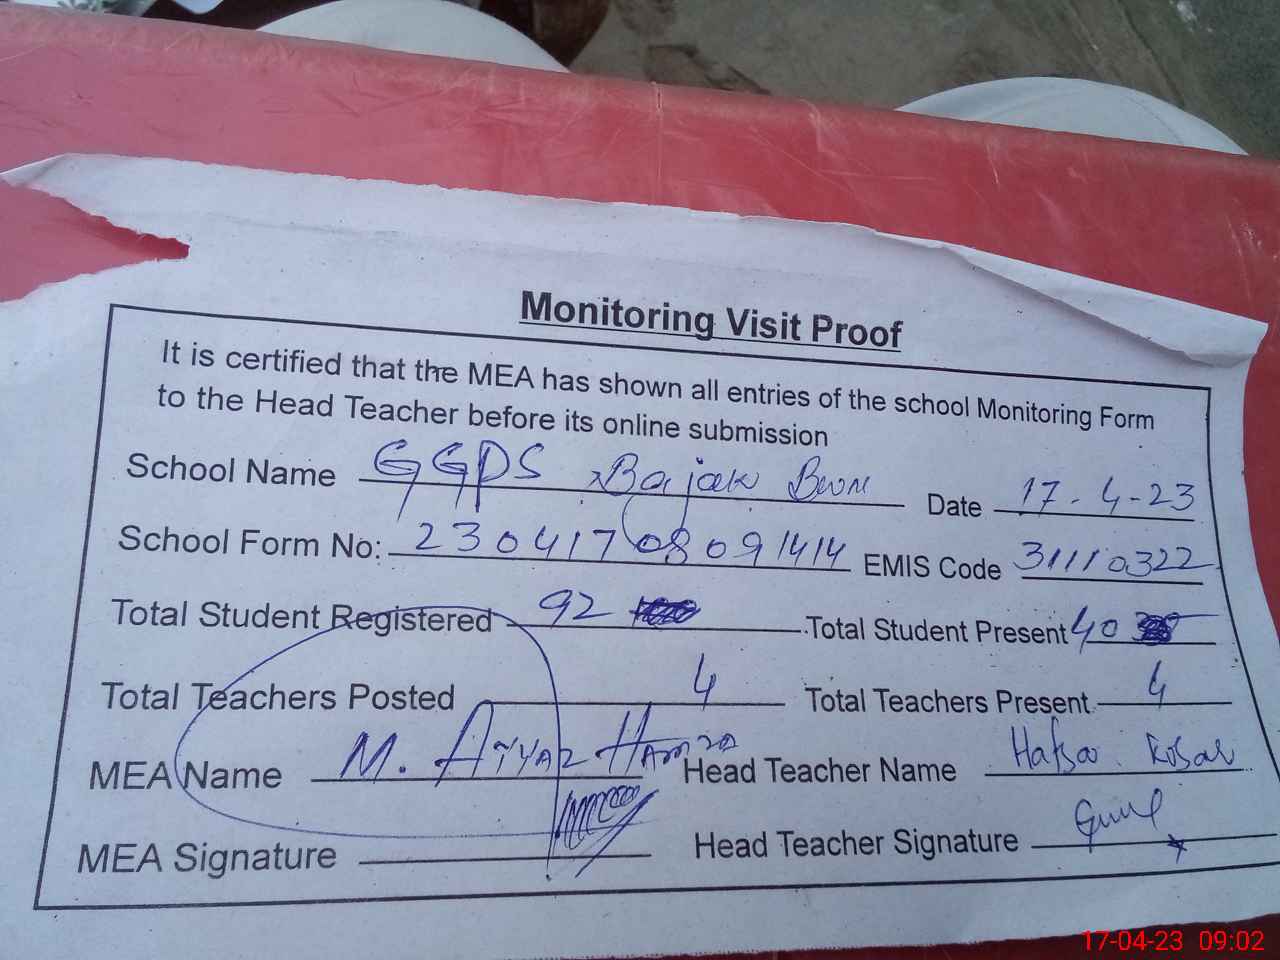 Monitoring Visit Proof
It is certified that the MEA has shown all entries of the school Monitoring Form
to the Head Teacher before its online submission
School Name GGPS Bajak Date 17-4-23
School Form No: 23041708091414 EMIS Code 31110322
Total Student Registered 92 Total Student Present 40
Total Teachers Posted 4 Total Teachers Present 4
MEA Name M. Ayyaz Hamza Head Teacher Name Hafsa Kosar
MEA Signature Head Teacher Signature
17-04-23 09:02